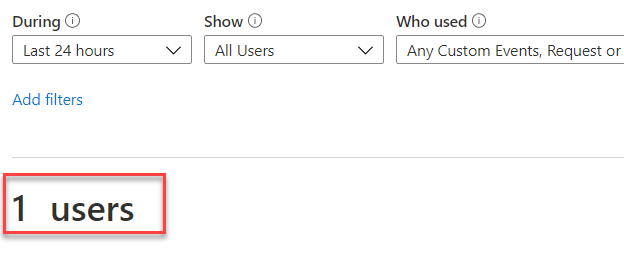 During Show Who used
Last 24 hours All Users Any Custom Events, Request or
Add filters
1 users